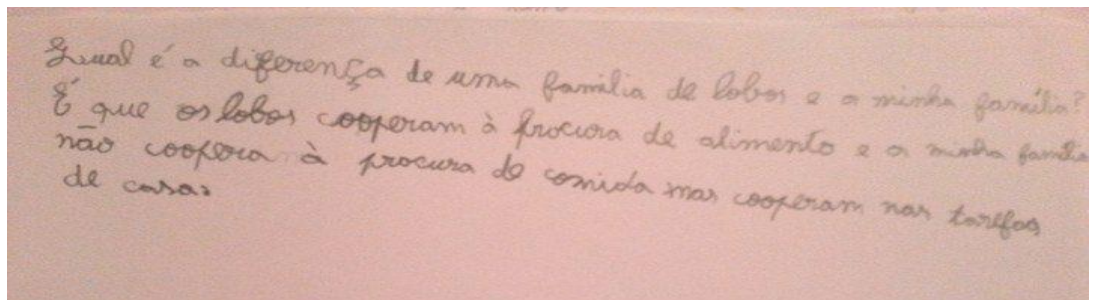 Qual é a diferença de uma família de lobos e a minha família?
É que os lobos cooperam à procura de alimento e a minha família
não coopera à procura de comida mas cooperam nas tarefas
de casa.